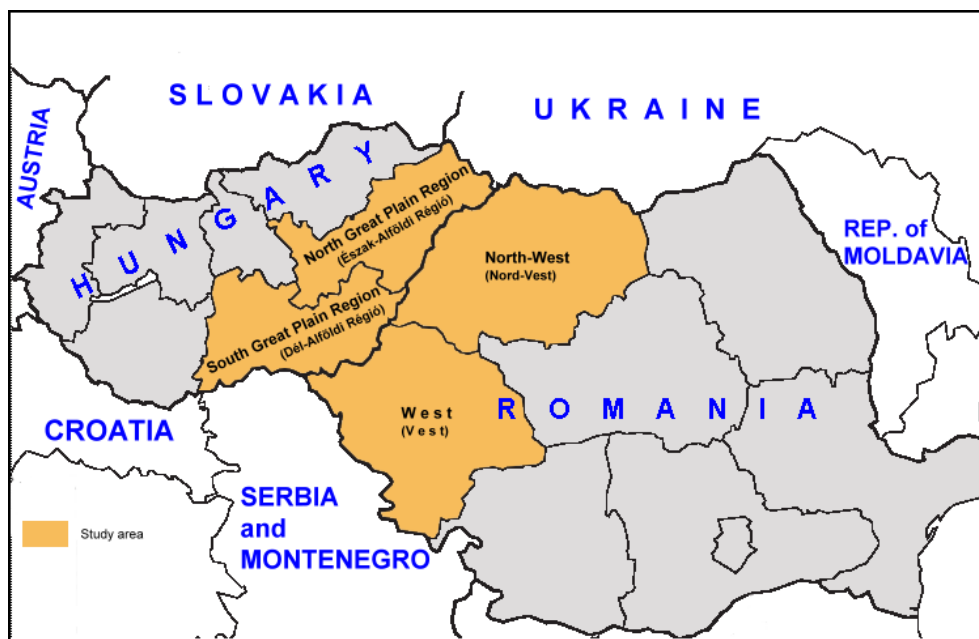 SLOVAKIA
UKRAINE
AUSTRIA
HUNGARY
North Great Plain Region
(Észak-Alföldi Régió)
REP. of
MOLDAVIA
North-West
(Nord-Vest)
South Great Plain Region
(Dél-Alföldi Régió)
West
(Vest)
ROMANIA
CROATIA
SERBIA
and
MONTENEGRO
Study area